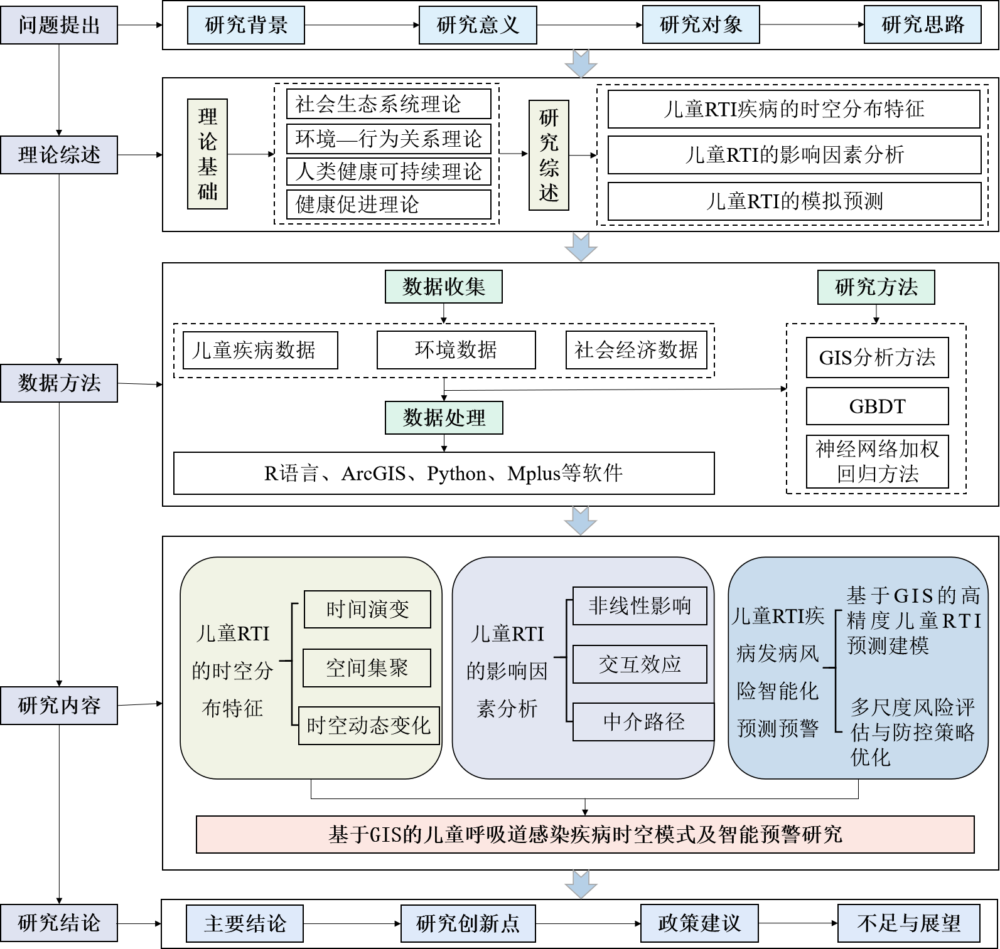 问题提出
研究背景
研究意义
研究对象
研究思路
理论综述
理论基础
社会生态系统理论
环境—行为关系理论
人类健康可持续理论
健康促进理论
研究综述
儿童RTI疾病的时空分布特征
儿童RTI的影响因素分析
儿童RTI的模拟预测
数据方法
数据收集
儿童疾病数据
环境数据
社会经济数据
数据处理
R语言、ArcGIS、Python、Mplus等软件
研究方法
GIS分析方法
GBDT
神经网络加权
回归方法
研究内容
儿童RTI
的时空分
布特征
时间演变
空间集聚
时空动态变化
儿童RTI
的影响因
素分析
非线性影响
交互效应
中介路径
儿童RTI疾
病发病风
险智能化
预测预警
基于GIS的高
精度儿童RTI
预测建模
多尺度风险评
估与防控策略
优化
基于GIS的儿童呼吸道感染疾病时空模式及智能预警研究
研究结论
主要结论
研究创新点
政策建议
不足与展望